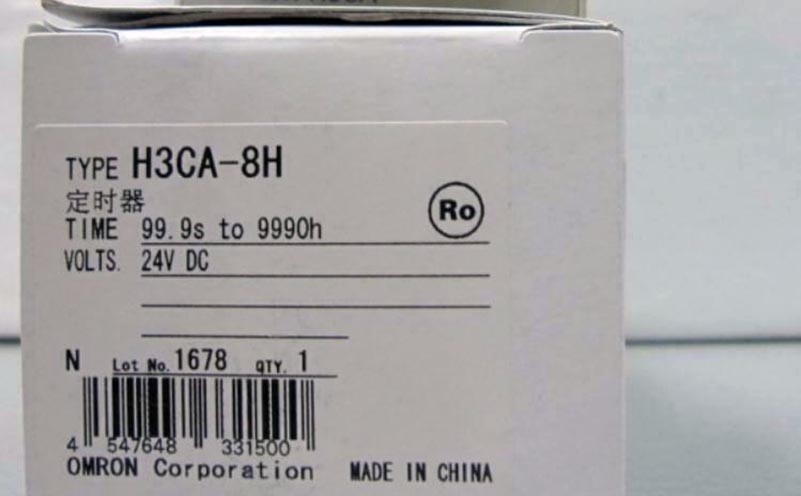 TYPE H3CA-8H
定时器
Ro
TIME 99.9s to 9990h
VOLTS. 24V DC
N Lot No. 1678 QTY. 1
4 547648 331500
OMRON Corporation MADE IN CHINA